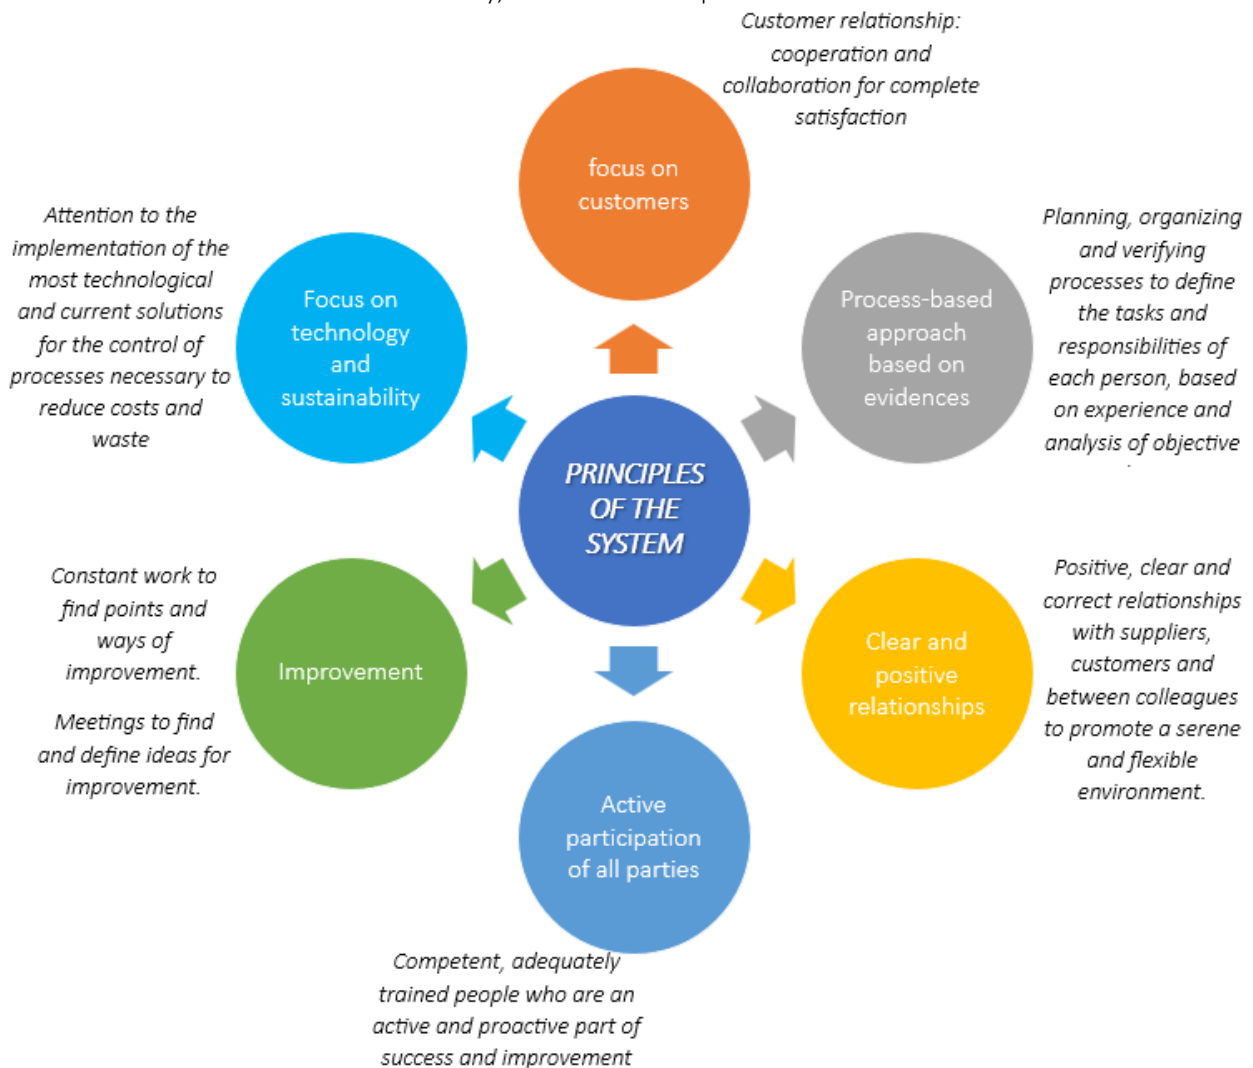 Customer relationship:
cooperation and
collaboration for complete
satisfaction
focus on
customers
Attention to the
implementation of the
most technological
and current solutions
for the control of
processes necessary to
reduce costs and
waste
Focus on
technology
and
sustainability
Process-based
approach
based on
evidences
Planning, organizing
and verifying
processes to define
the tasks and
responsibilities of
each person, based
on experience and
analysis of objective
PRINCIPLES
OF THE
SYSTEM
Constant work to
find points and
ways of
improvement.
Meetings to find
and define ideas for
improvement.
Improvement
Clear and
positive
relationships
Positive, clear and
correct relationships
with suppliers,
customers and
between colleagues
to promote a serene
and flexible
environment.
Active
participation
of all parties
Competent, adequately
trained people who are an
active and proactive part of
success and improvement